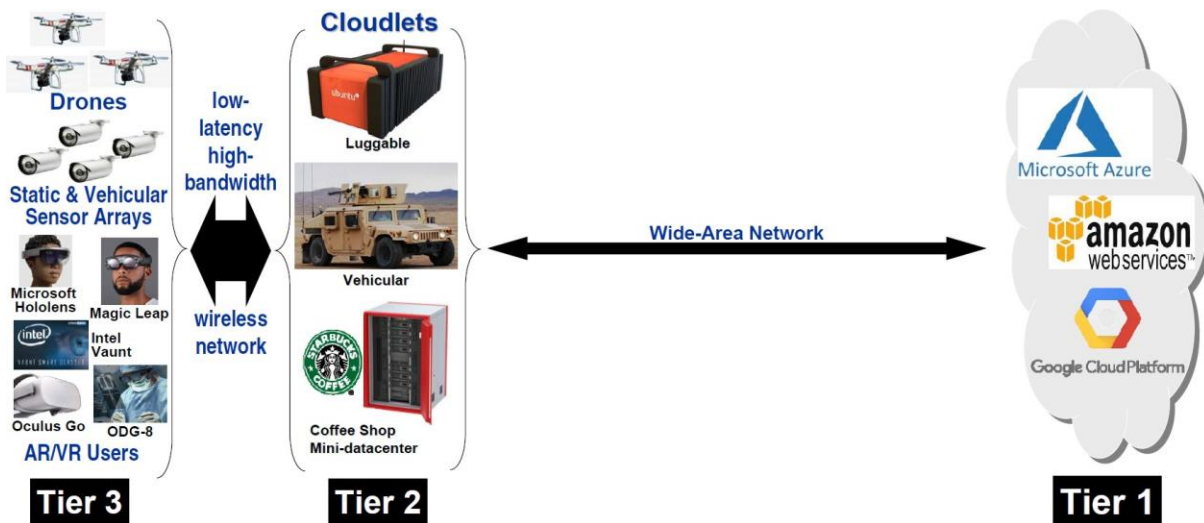 Drones
Static & Vehicular
Sensor Arrays
Microsoft
Hololens
Magic Leap
intel
Intel
Vaunt
Oculus Go
ODG-8
AR/VR Users
Tier 3
low-
latency
high-
bandwidth
wireless
network
Cloudlets
ubuntu
Luggable
Vehicular
STARBUCKS
COFFEE
Coffee Shop
Mini-datacenter
Tier 2
Wide-Area Network
Microsoft Azure
amazon
webservices™
Google Cloud Platform
Tier 1